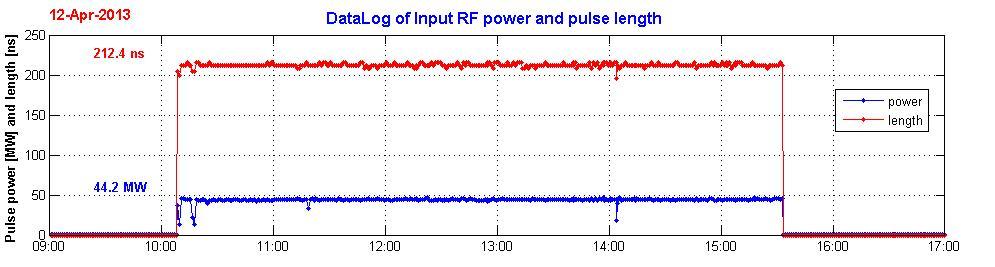 12-Apr-2013
DataLog of Input RF power and pulse length
Pulse power [MW] and length [ns]
250
200
150
100
50
0
212.4 ns
44.2 MW
power
length
09:00 10:00 11:00 12:00 13:00 14:00 15:00 16:00 17:00